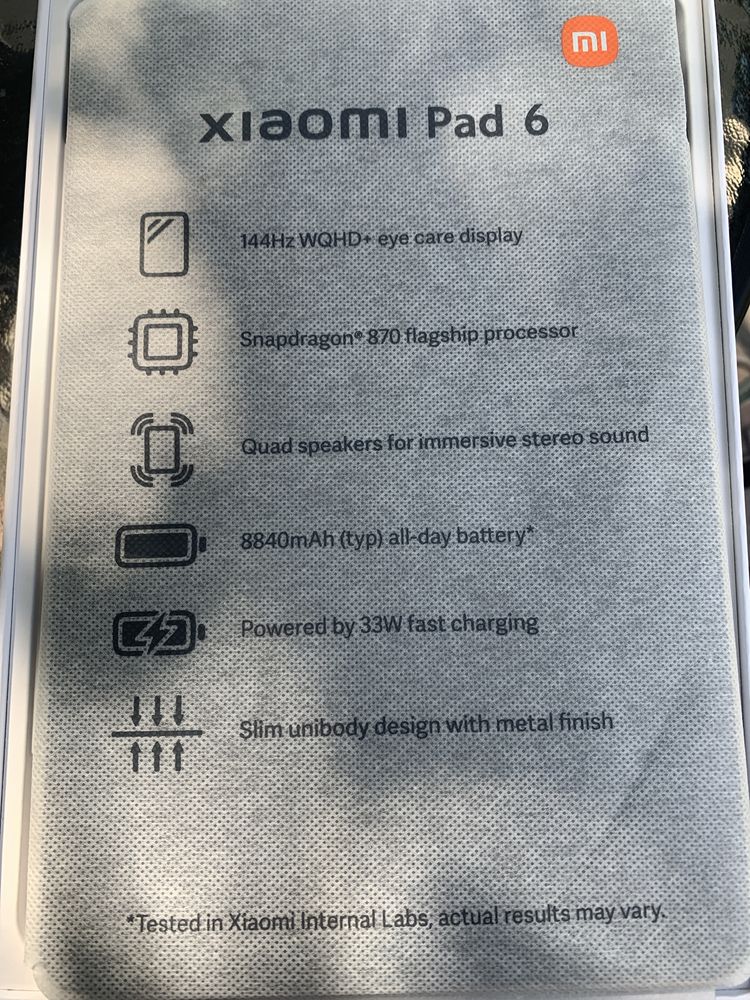 mi
xiaomi Pad 6
144Hz WQHD+ eye care display
Snapdragon® 870 flagship processor
Quad speakers for immersive stereo sound
8840mAh (typ) all-day battery*
Powered by 33W fast charging
Slim unibody design with metal finish
*Tested in Xiaomi Internal Labs, actual results may vary.